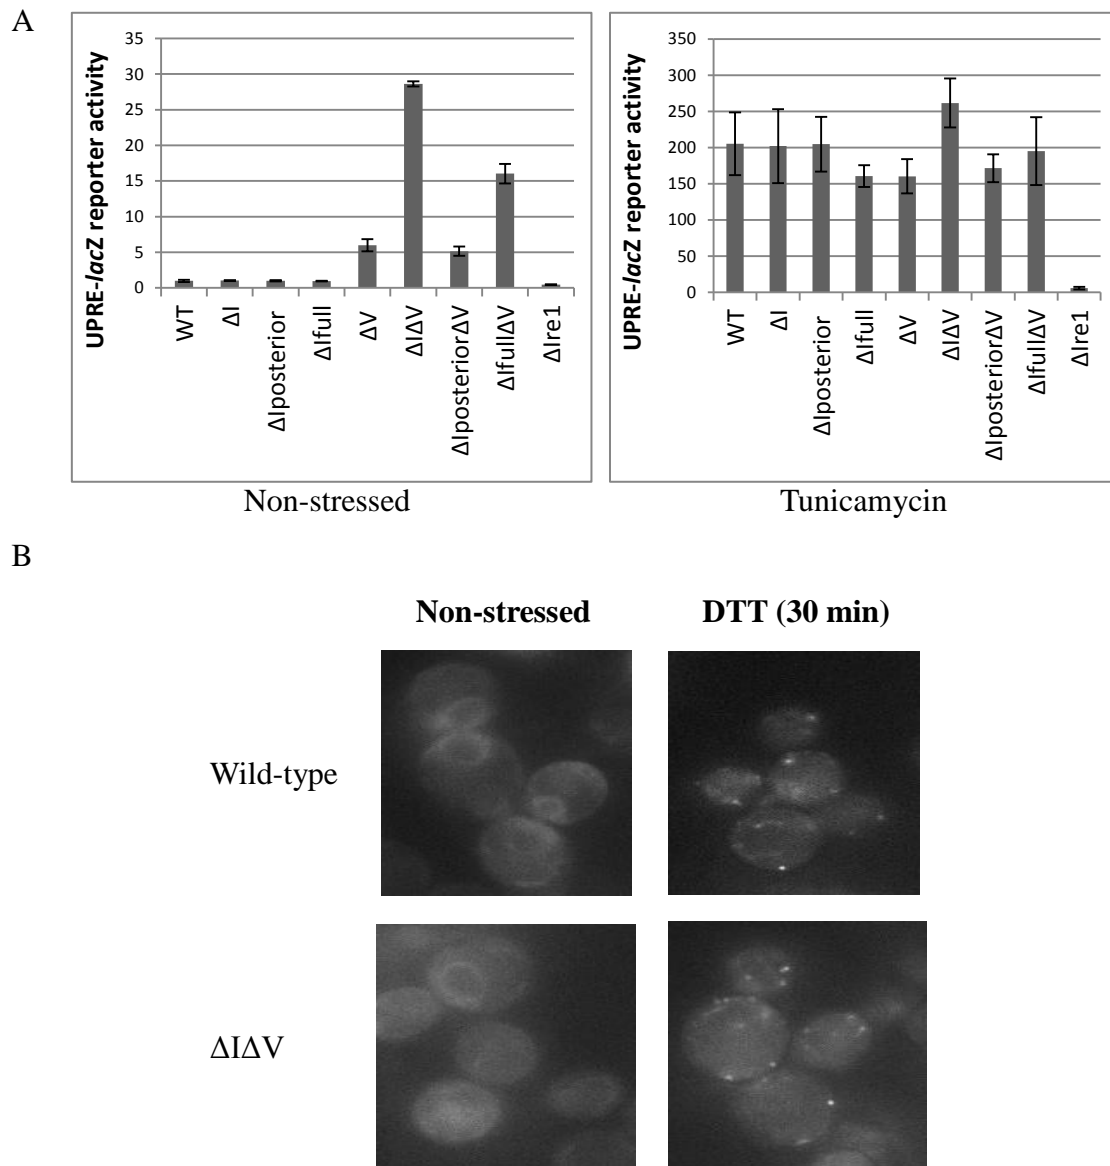 A
UPRE-lacZ reporter activity
35
30
25
20
15
10
5
0
WT
ΔI
ΔIposterior
ΔIfull
ΔV
ΔIΔV
ΔIposteriorΔV
ΔIfullΔV
ΔIre1
Non-stressed
UPRE-lacZ reporter activity
350
300
250
200
150
100
50
0
WT
ΔI
ΔIposterior
ΔIfull
ΔV
ΔIΔV
ΔIposteriorΔV
ΔIfullΔV
ΔIre1
Tunicamycin
B
Non-stressed
DTT (30 min)
Wild-type
ΔIΔV